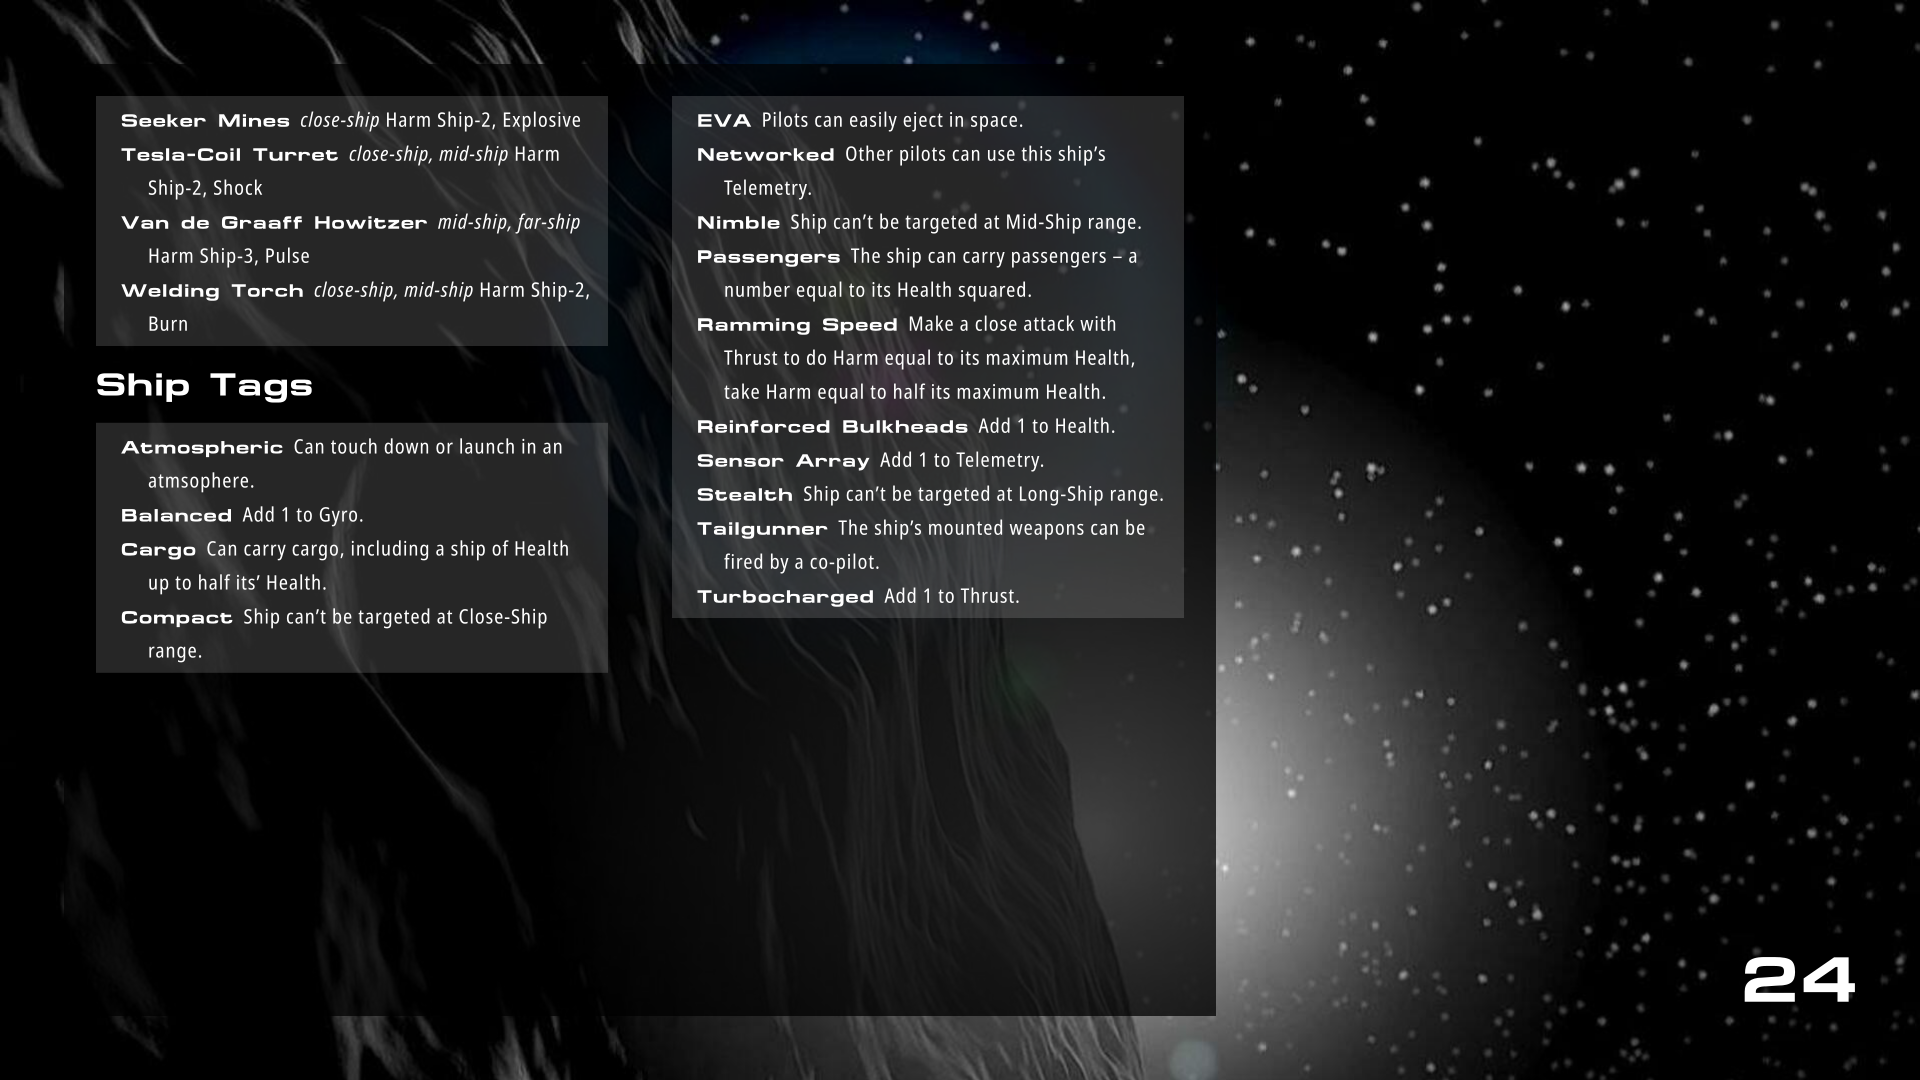 Seeker Mines close-ship Harm Ship-2, Explosive
Tesla-Coil Turret close-ship, mid-ship Harm
Ship-2, Shock
Van de Graaff Howitzer mid-ship, far-ship
Harm Ship-3, Pulse
Welding Torch close-ship, mid-ship Harm Ship-2,
Burn
Ship Tags
Atmospheric Can touch down or launch in an
atmsophere.
Balanced Add 1 to Gyro.
Cargo Can carry cargo, including a ship of Health
up to half its’ Health.
Compact Ship can’t be targeted at Close-Ship
range.
EVA Pilots can easily eject in space.
Networked Other pilots can use this ship’s
Telemetry.
Nimble Ship can’t be targeted at Mid-Ship range.
Passengers The ship can carry passengers – a
number equal to its Health squared.
Ramming Speed Make a close attack with
Thrust to do Harm equal to its maximum Health,
take Harm equal to half its maximum Health.
Reinforced Bulkheads Add 1 to Health.
Sensor Array Add 1 to Telemetry.
Stealth Ship can’t be targeted at Long-Ship range.
Tailgunner The ship’s mounted weapons can be
fired by a co-pilot.
Turbocharged Add 1 to Thrust.
24